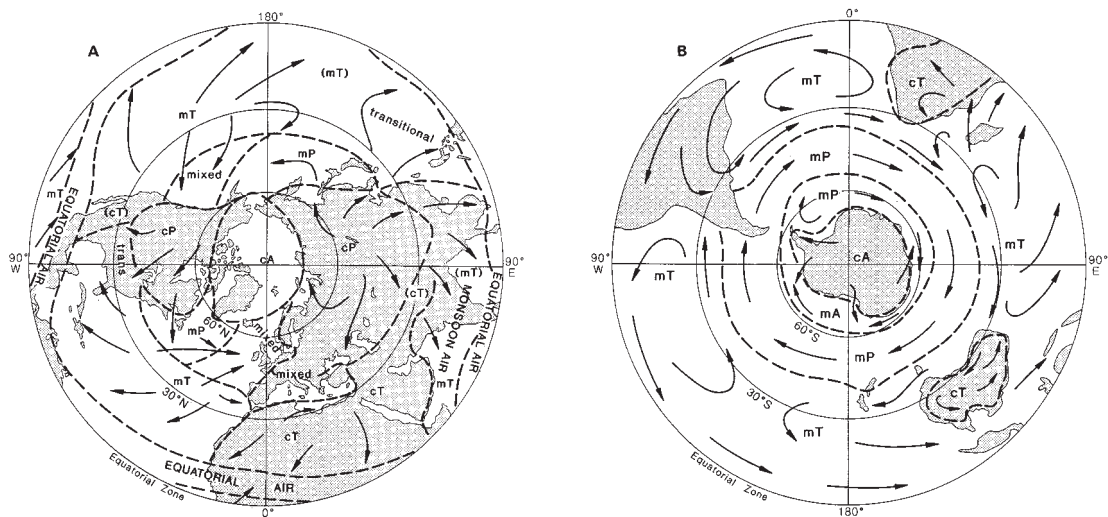 180°
A
(mT)
mT
transitional
mP
mixed
mT
EQUATORIAL AIR
(cT)
cP
trans
cP
cA
90°
W
90°
E
(mT)
(cT)
MONSOON AIR
EQUATORIAL AIR
60°N
mP
mixed
mixed
mT
mT
cT
30°N
cT
EQUATORIAL
AIR
Equatorial Zone
0°
0°
B
mT
cT
mP
mP
90°
W
mT
cA
mT
90°
E
mA
60°S
mP
cT
30°S
mT
Equatorial Zone
180°